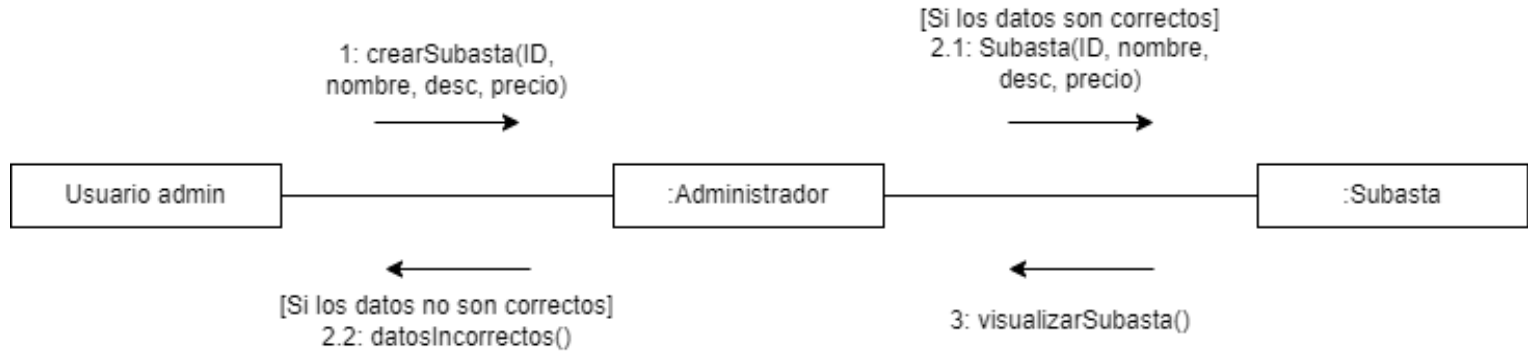 1: crearSubasta(ID,
nombre, desc, precio)
[Si los datos son correctos]
2.1: Subasta(ID, nombre,
desc, precio)
Usuario admin
:Administrador
:Subasta
[Si los datos no son correctos]
2.2: datosIncorrectos()
3: visualizarSubasta()